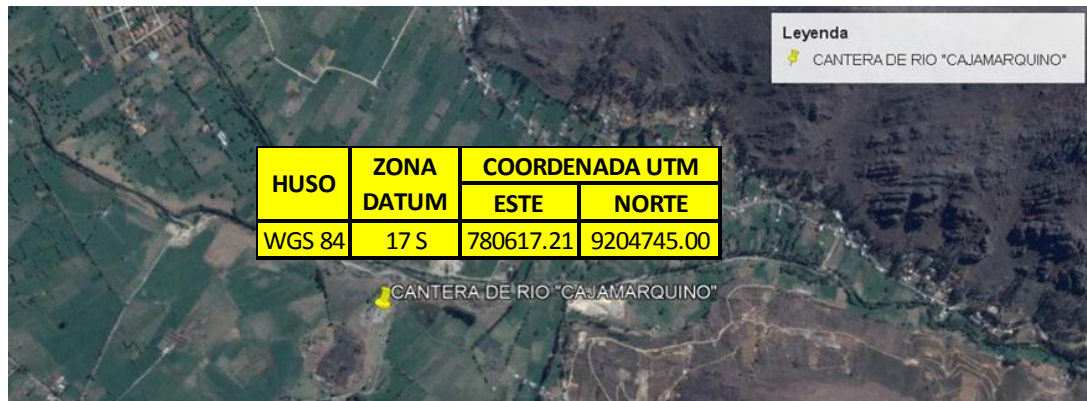 Leyenda
CANTERA DE RIO "CAJAMARQUINO"
HUSO ZONA DATUM COORDENADA UTM
ESTE NORTE
WGS 84 17 S 780617.21 9204745.00
CANTERA DE RIO "CAJAMARQUINO"